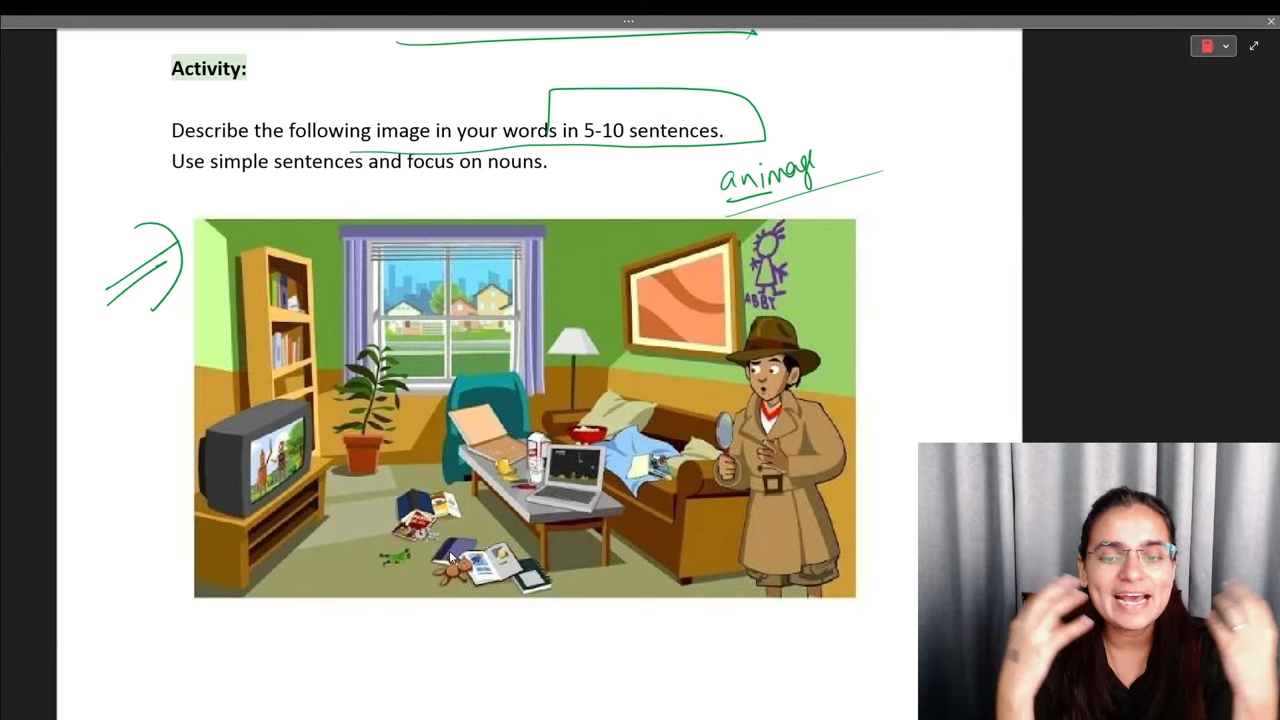 Activity:
Describe the following image in your words in 5-10 sentences.
Use simple sentences and focus on nouns.
ABBY